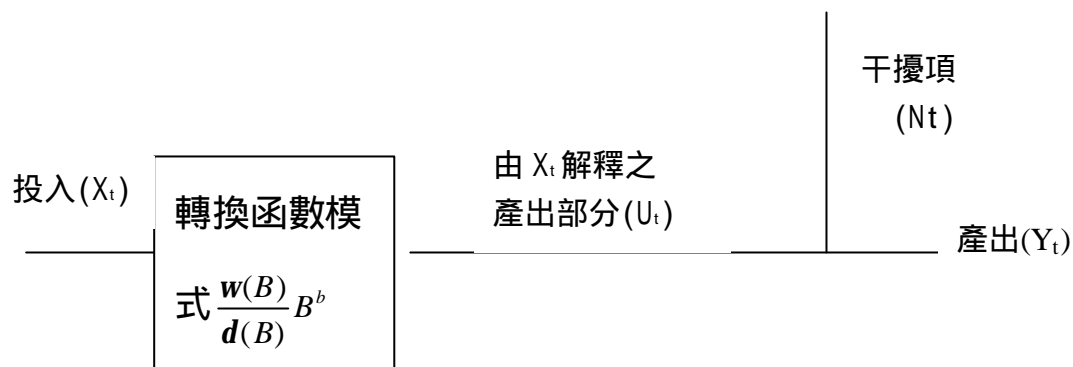 干擾項
(Nt)
投入(Xt)
轉換函數模
式 w(B)/d(B) B^b
由 Xt 解釋之
產出部分(Ut)
產出(Yt)